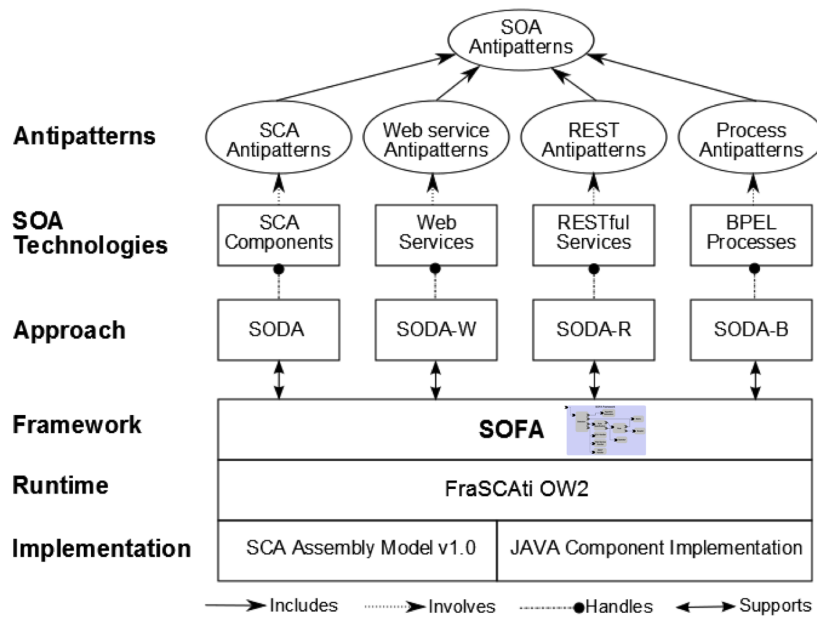 SOA
Antipatterns
Antipatterns
SCA
Antipatterns
Web service
Antipatterns
REST
Antipatterns
Process
Antipatterns
SOA
Technologies
SCA
Components
Web
Services
RESTful
Services
BPEL
Processes
Approach
SODA
SODA-W
SODA-R
SODA-B
Framework
SOFA
Runtime
FraSCAti OW2
Implementation
SCA Assembly Model v1.0
JAVA Component Implementation
Includes
Involves
Handles
Supports